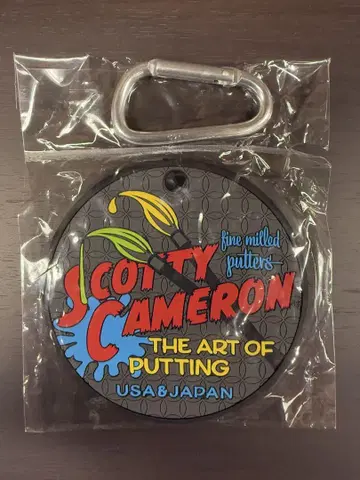 fine milled
putters
SCOTTY
CAMERON
THE ART OF
PUTTING
USA&JAPAN